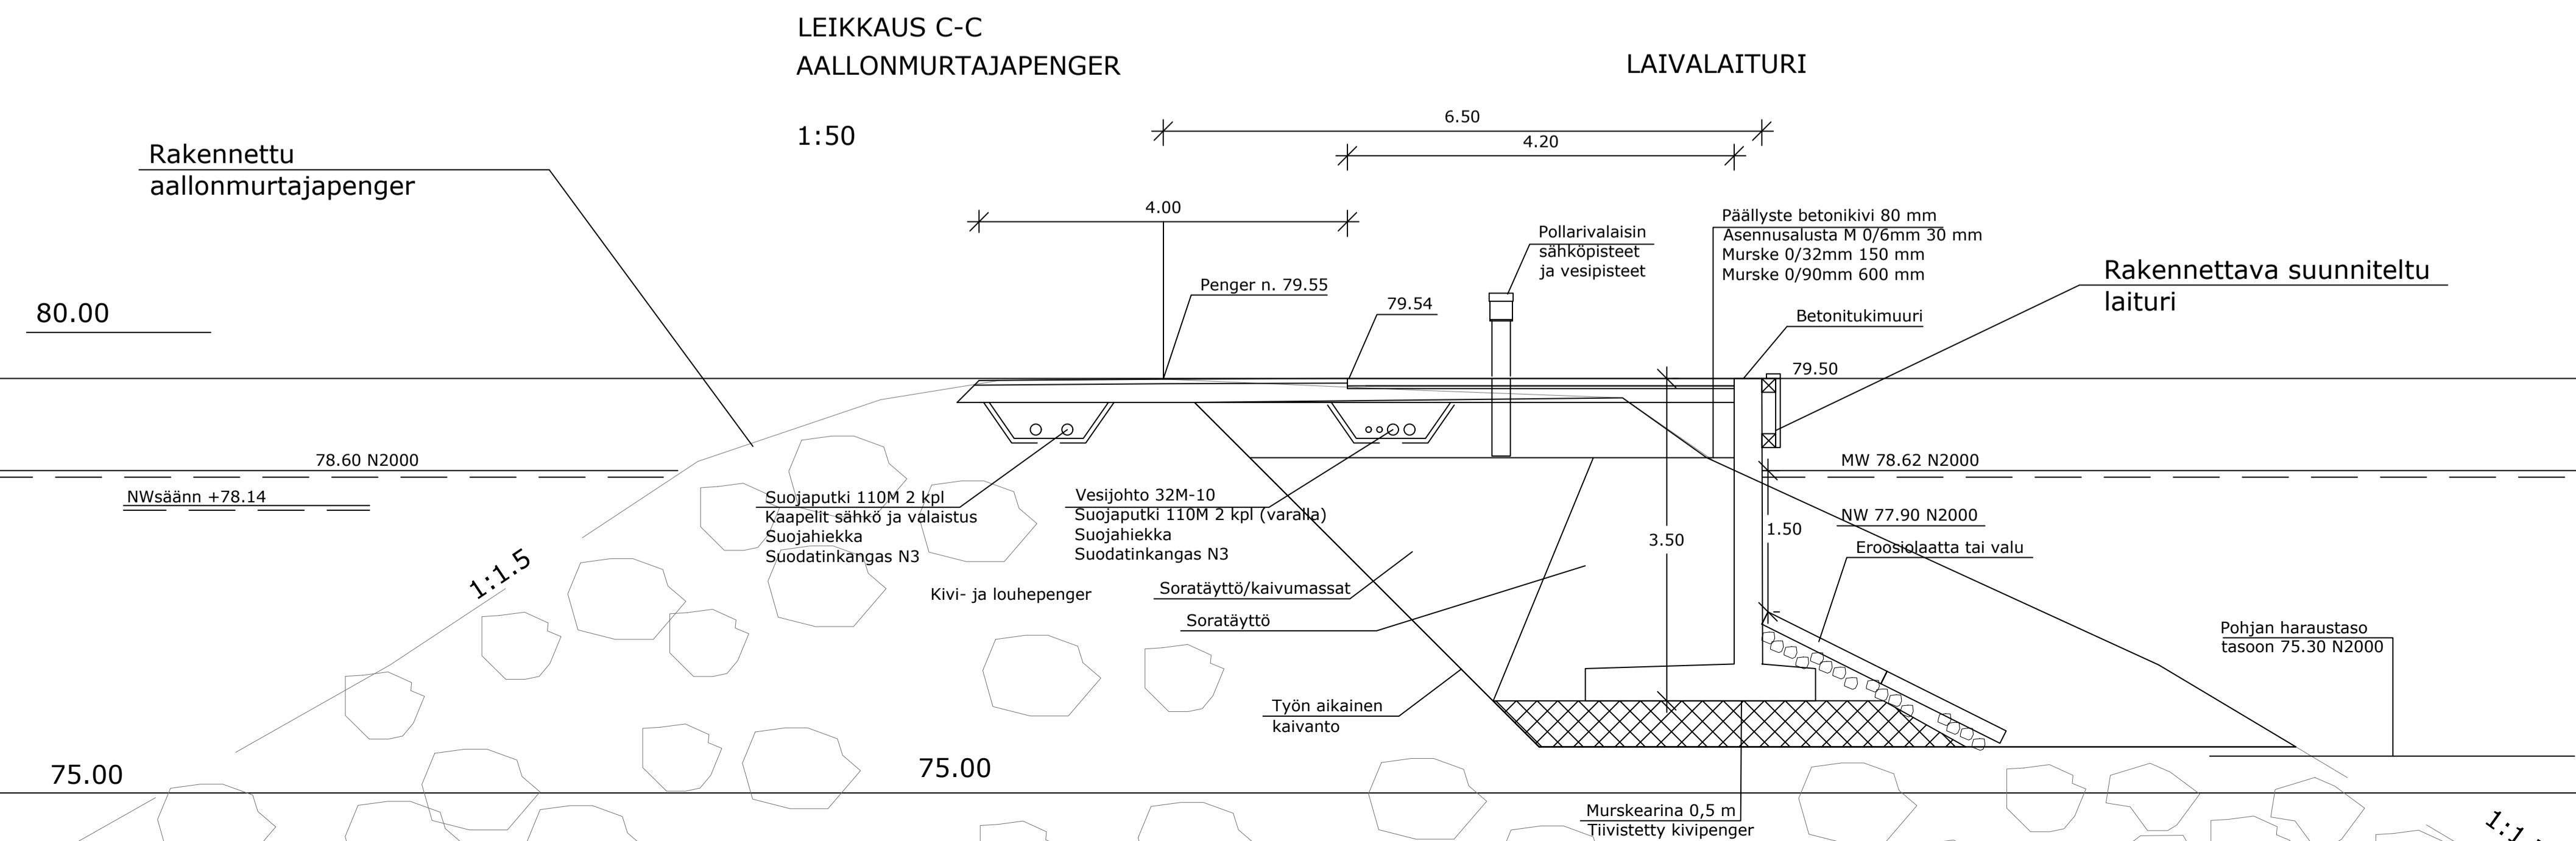 LEIKKAUS C-C
AALLONMURTAJAPENGER
LAIVALAITURI
1:50
6.50
4.20
4.00
Rakennettu
aallonmurtajapenger
Pollarivalaisin
sähköpisteet
ja vesipisteet
Päällyste betonikivi 80 mm
Asennusalusta M 0/6mm 30 mm
Murske 0/32mm 150 mm
Murske 0/90mm 600 mm
Rakennettava suunniteltu
laituri
Penger n. 79.55
79.54
Betonitukimuuri
80.00
79.50
78.60 N2000
NWsäänn +78.14
MW 78.62 N2000
NW 77.90 N2000
Suojaputki 110M 2 kpl
Kaapelit sähkö ja valaistus
Suojahiekka
Suodatinkangas N3
Vesijohto 32M-10
Suojaputki 110M 2 kpl (varalla)
Suojahiekka
Suodatinkangas N3
3.50
1.50
Eroosiolaatta tai valu
1:1.5
Kivi- ja louhepenger
Soratäyttö/kaivumassat
Soratäyttö
Pohjan haraustaso
tasoon 75.30 N2000
Työn aikainen
kaivanto
75.00
75.00
Murskearina 0,5 m
Tiivistetty kivipenger